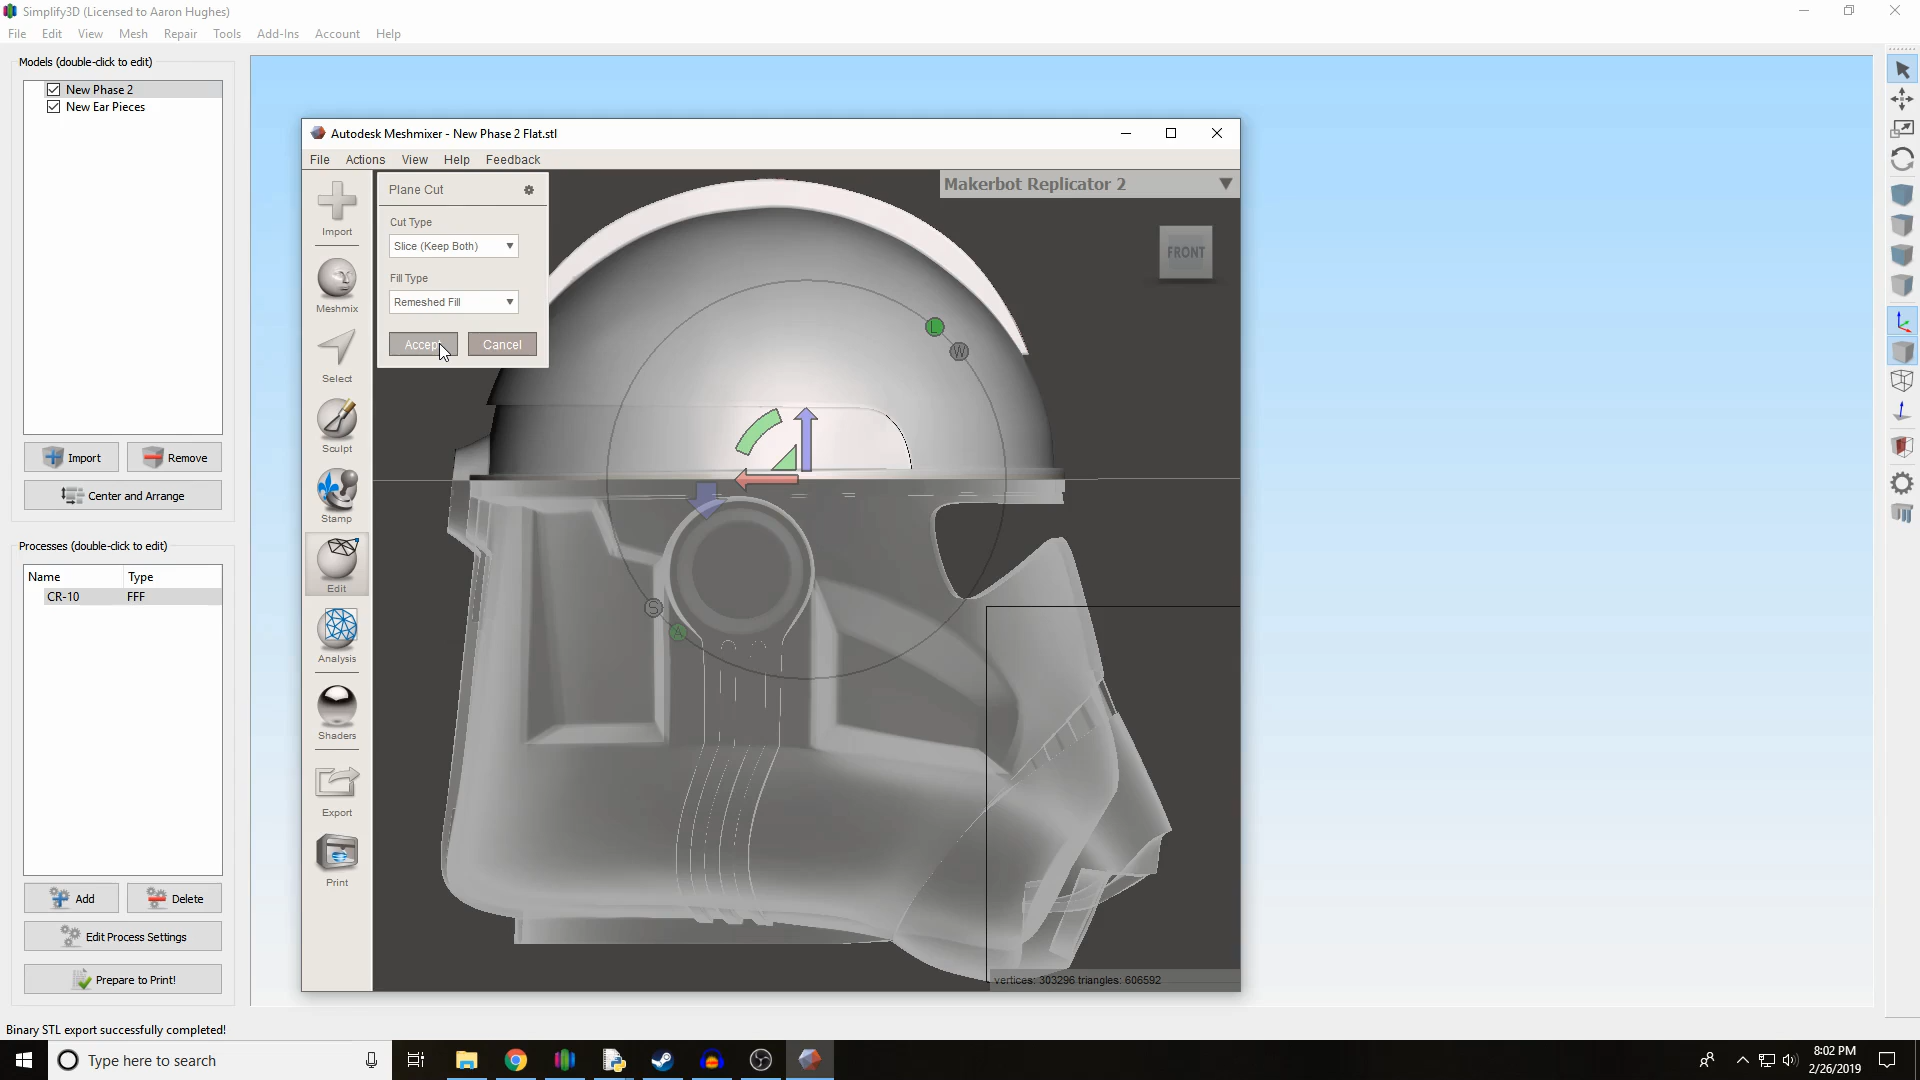 Simplify3D (Licensed to Aaron Hughes)
File Edit View Mesh Repair Tools Add-Ins Account Help
Models (double-click to edit)
New Phase 2
New Ear Pieces
Import Remove
Center and Arrange
Processes (double-click to edit)
Name Type
CR-10 FFF
Add Delete
Edit Process Settings
Prepare to Print!
Binary STL export successfully completed!
Autodesk Meshmixer - New Phase 2 Flat.stl
File Actions View Help Feedback
Import
Meshmix
Select
Sculpt
Stamp
Edit
Analysis
Shaders
Export
Print
Plane Cut
Cut Type
Slice (Keep Both)
Fill Type
Remeshed Fill
Accept Cancel
Makerbot Replicator 2
FRONT
L
W
S
A
vertices: 303296 triangles: 606592
Type here to search
8:02 PM
2/26/2019